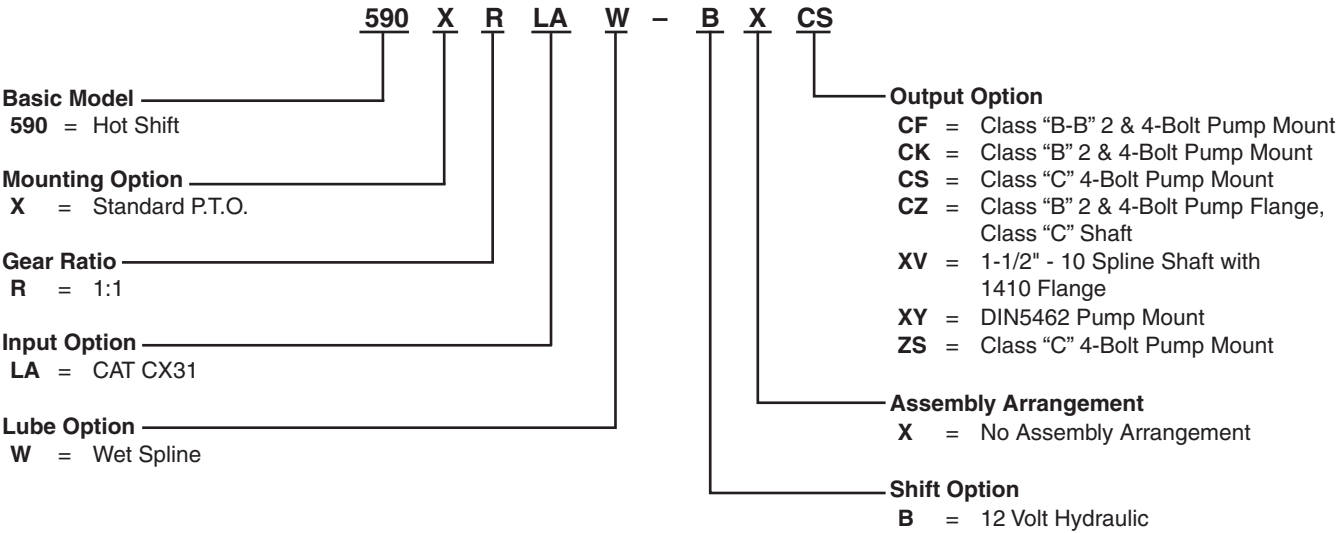 590 X R LA W – B X CS
Basic Model
590 = Hot Shift
Mounting Option
X = Standard P.T.O.
Gear Ratio
R = 1:1
Input Option
LA = CAT CX31
Lube Option
W = Wet Spline
Output Option
CF = Class “B-B” 2 & 4-Bolt Pump Mount
CK = Class “B” 2 & 4-Bolt Pump Mount
CS = Class “C” 4-Bolt Pump Mount
CZ = Class “B” 2 & 4-Bolt Pump Flange,
Class “C” Shaft
XV = 1-1/2" - 10 Spline Shaft with
1410 Flange
XY = DIN5462 Pump Mount
ZS = Class “C” 4-Bolt Pump Mount
Assembly Arrangement
X = No Assembly Arrangement
Shift Option
B = 12 Volt Hydraulic